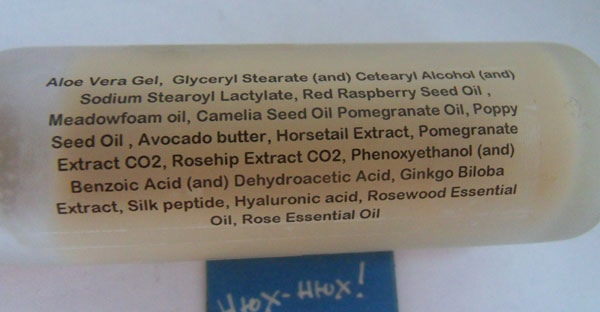 Aloe Vera Gel, Glyceryl Stearate (and) Cetearyl Alcohol (and)
Sodium Stearoyl Lactylate, Red Raspberry Seed Oil ,
Meadowfoam oil, Camelia Seed Oil Pomegranate Oil, Poppy
Seed Oil , Avocado butter, Horsetail Extract, Pomegranate
Extract CO2, Rosehip Extract CO2, Phenoxyethanol (and)
Benzoic Acid (and) Dehydroacetic Acid, Ginkgo Biloba
Extract, Silk peptide, Hyaluronic acid, Rosewood Essential
Oil, Rose Essential Oil
Нюх-Нюх!